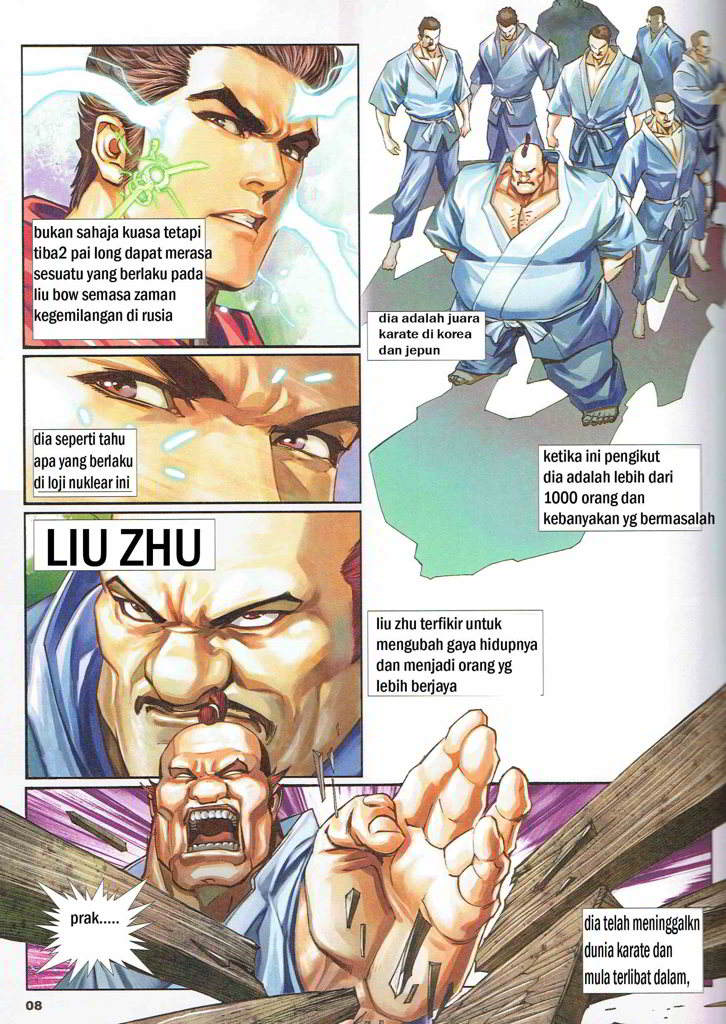 bukan sahaja kuasa tetapi
tiba2 pai long dapat merasa
sesuatu yang berlaku pada
liu bow semasa zaman
kegemilangan di rusia
dia adalah juara
karate di korea
dan jepun
dia seperti tahu
apa yang berlaku
di loji nuklear ini
ketika ini pengikut
dia adalah lebih dari
1000 orang dan
kebanyakan yg bermasalah
LIU ZHU
liu zhu terfikir untuk
mengubah gaya hidupnya
dan menjadi orang yg
lebih berjaya
prak.....
dia telah meninggalkn
dunia karate dan
mula terlibat dalam,
08